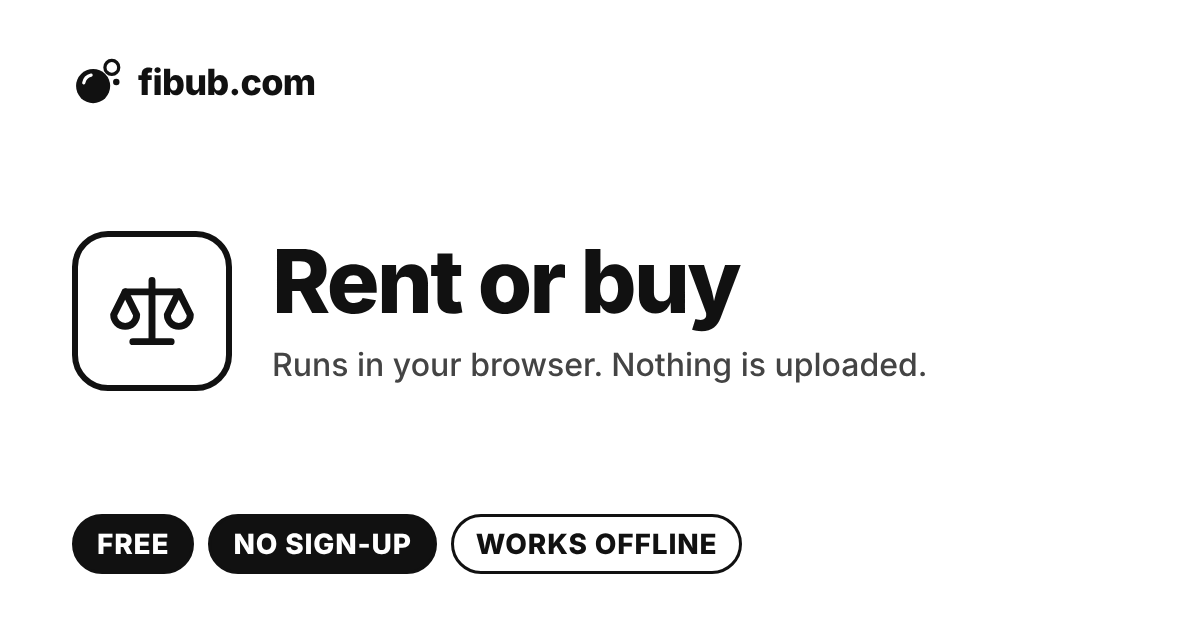 fibub.com
Rent or buy
Runs in your browser. Nothing is uploaded.
FREE
NO SIGN-UP
WORKS OFFLINE